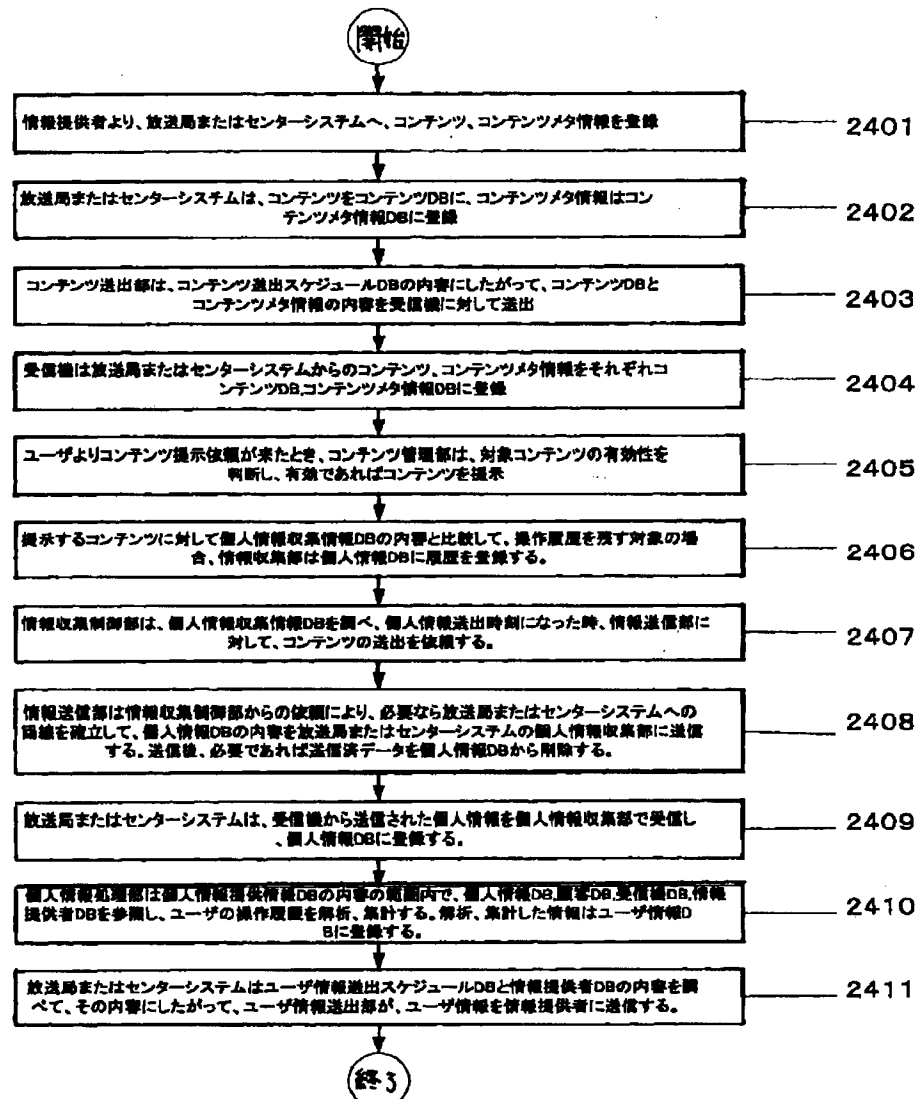 開始
情報提供者より、放送局またはセンターシステムへ、コンテンツ、コンテンツメタ情報を登録
2401
放送局またはセンターシステムは、コンテンツをコンテンツDBに、コンテンツメタ情報はコン
テンツメタ情報DBに登録
2402
コンテンツ送出部は、コンテンツ送出スケジュールDBの内容にしたがって、コンテンツDBと
コンテンツメタ情報の内容を受信機に対して送出
2403
受信機は放送局またはセンターシステムからのコンテンツ、コンテンツメタ情報をそれぞれコ
ンテンツDB,コンテンツメタ情報DBに登録
2404
ユーザよりコンテンツ提示依頼が来たとき、コンテンツ管理部は、対象コンテンツの有効性を
判断し、有効であればコンテンツを提示
2405
提示するコンテンツに対して個人情報収集情報DBの内容と比較して、操作履歴を残す対象の場
合、情報収集部は個人情報DBに履歴を登録する。
2406
情報収集制御部は、個人情報収集情報DBを調べ、個人情報送出時刻になった時、情報送信部に
対して、コンテンツの送出を依頼する。
2407
情報送信部は情報収集制御部からの依頼により、必要なら放送局またはセンターシステムへの
回線を確立して、個人情報DBの内容を放送局またはセンターシステムの個人情報収集部に送信
する。送信後、必要であれば送信済データを個人情報DBから削除する。
2408
放送局またはセンターシステムは、受信機から送信された個人情報を個人情報収集部で受信し
、個人情報DBに登録する。
2409
個人情報処理部は個人情報提供情報DBの内容の範囲内で、個人情報DB,顧客DB,受信機DB,情報
提供者DBを参照し、ユーザの操作履歴を解析、集計する。解析、集計した情報はユーザ情報D
Bに登録する。
2410
放送局またはセンターシステムはユーザ情報送出スケジュールDBと情報提供者DBの内容を調
べて、その内容にしたがって、ユーザ情報送出部が、ユーザ情報を情報提供者に送信する。
2411
終了